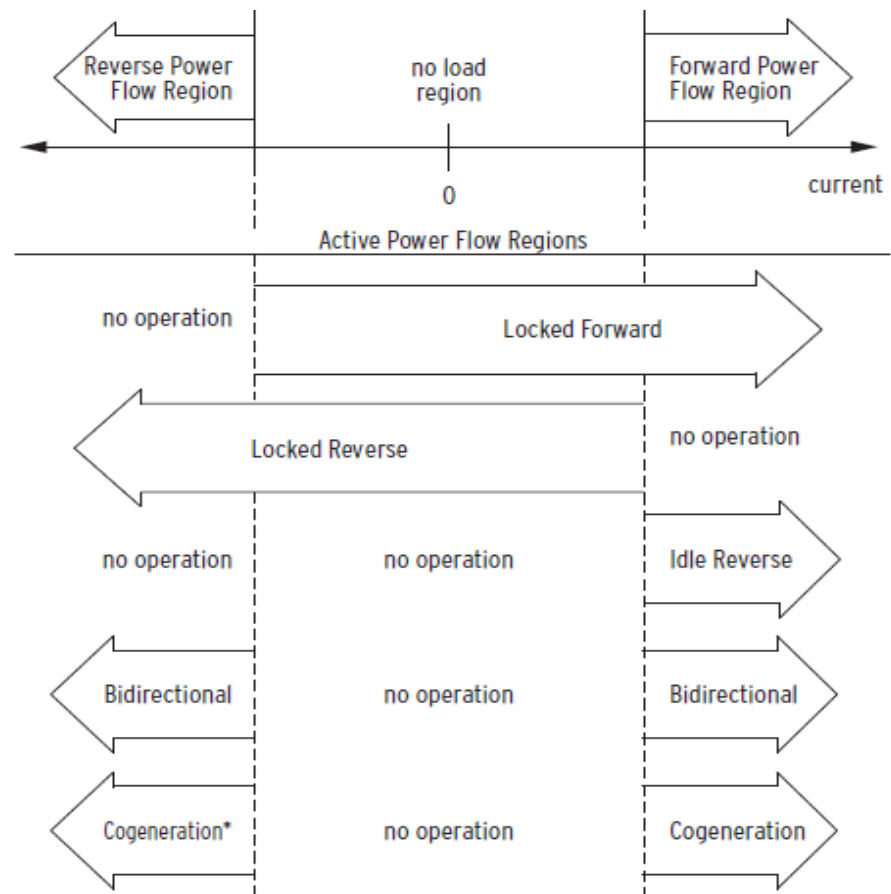 Reverse Power
Flow Region
no load
region
Forward Power
Flow Region
0
current
Active Power Flow Regions
no operation
Locked Forward
Locked Reverse
no operation
no operation
no operation
Idle Reverse
Bidirectional
no operation
Bidirectional
Cogeneration*
no operation
Cogeneration